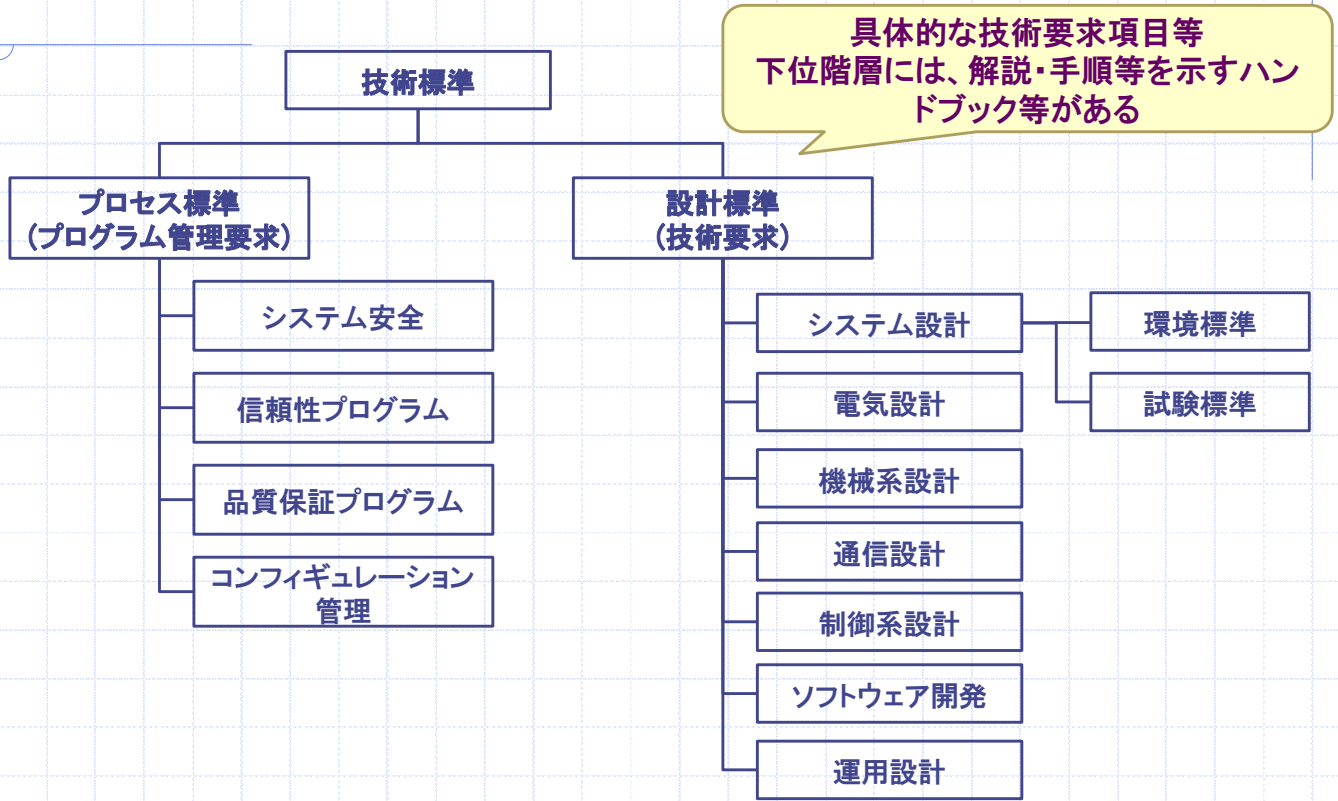 具体的な技術要求項目等
下位階層には、解説・手順等を示すハン
ドブック等がある
技術標準
プロセス標準
(プログラム管理要求)
設計標準
(技術要求)
システム安全
信頼性プログラム
品質保証プログラム
コンフィギュレーション
管理
システム設計
環境標準
試験標準
電気設計
機械系設計
通信設計
制御系設計
ソフトウェア開発
運用設計